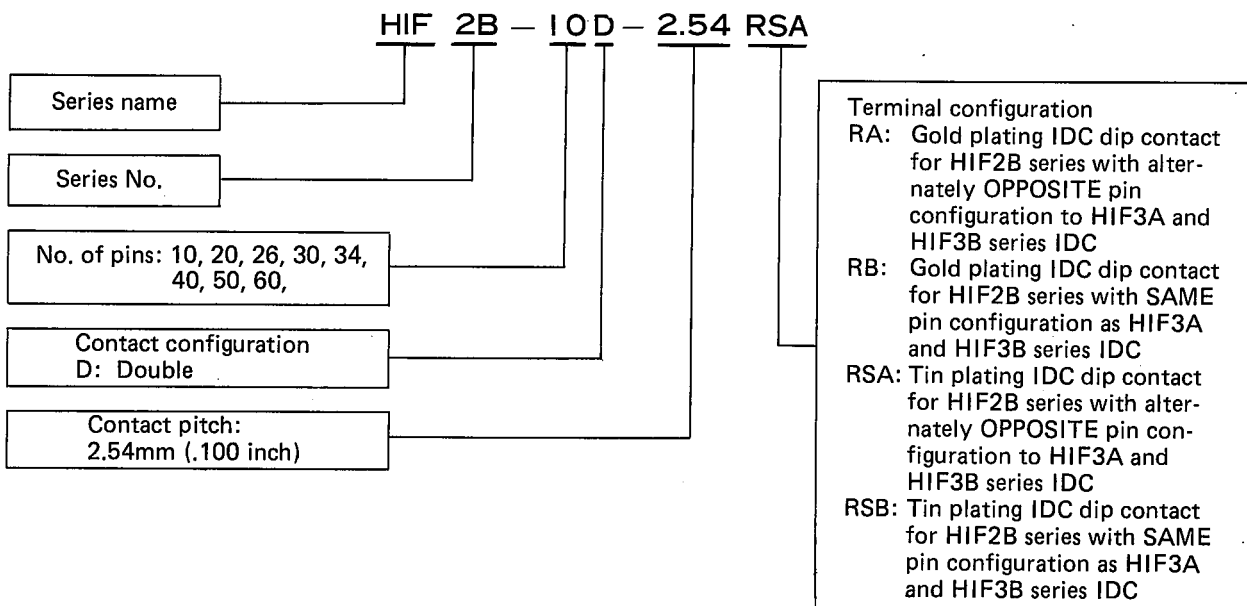 HIF 2B - 10 D - 2.54 RSA
Series name
Series No.
No. of pins: 10, 20, 26, 30, 34,
40, 50, 60,
Contact configuration
D: Double
Contact pitch:
2.54mm (.100 inch)
Terminal configuration
RA: Gold plating IDC dip contact
for HIF2B series with alter-
nately OPPOSITE pin
configuration to HIF3A and
HIF3B series IDC
RB: Gold plating IDC dip contact
for HIF2B series with SAME
pin configuration as HIF3A
and HIF3B series IDC
RSA: Tin plating IDC dip contact
for HIF2B series with alter-
nately OPPOSITE pin con-
figuration to HIF3A and
HIF3B series IDC
RSB: Tin plating IDC dip contact
for HIF2B series with SAME
pin configuration as HIF3A
and HIF3B series IDC